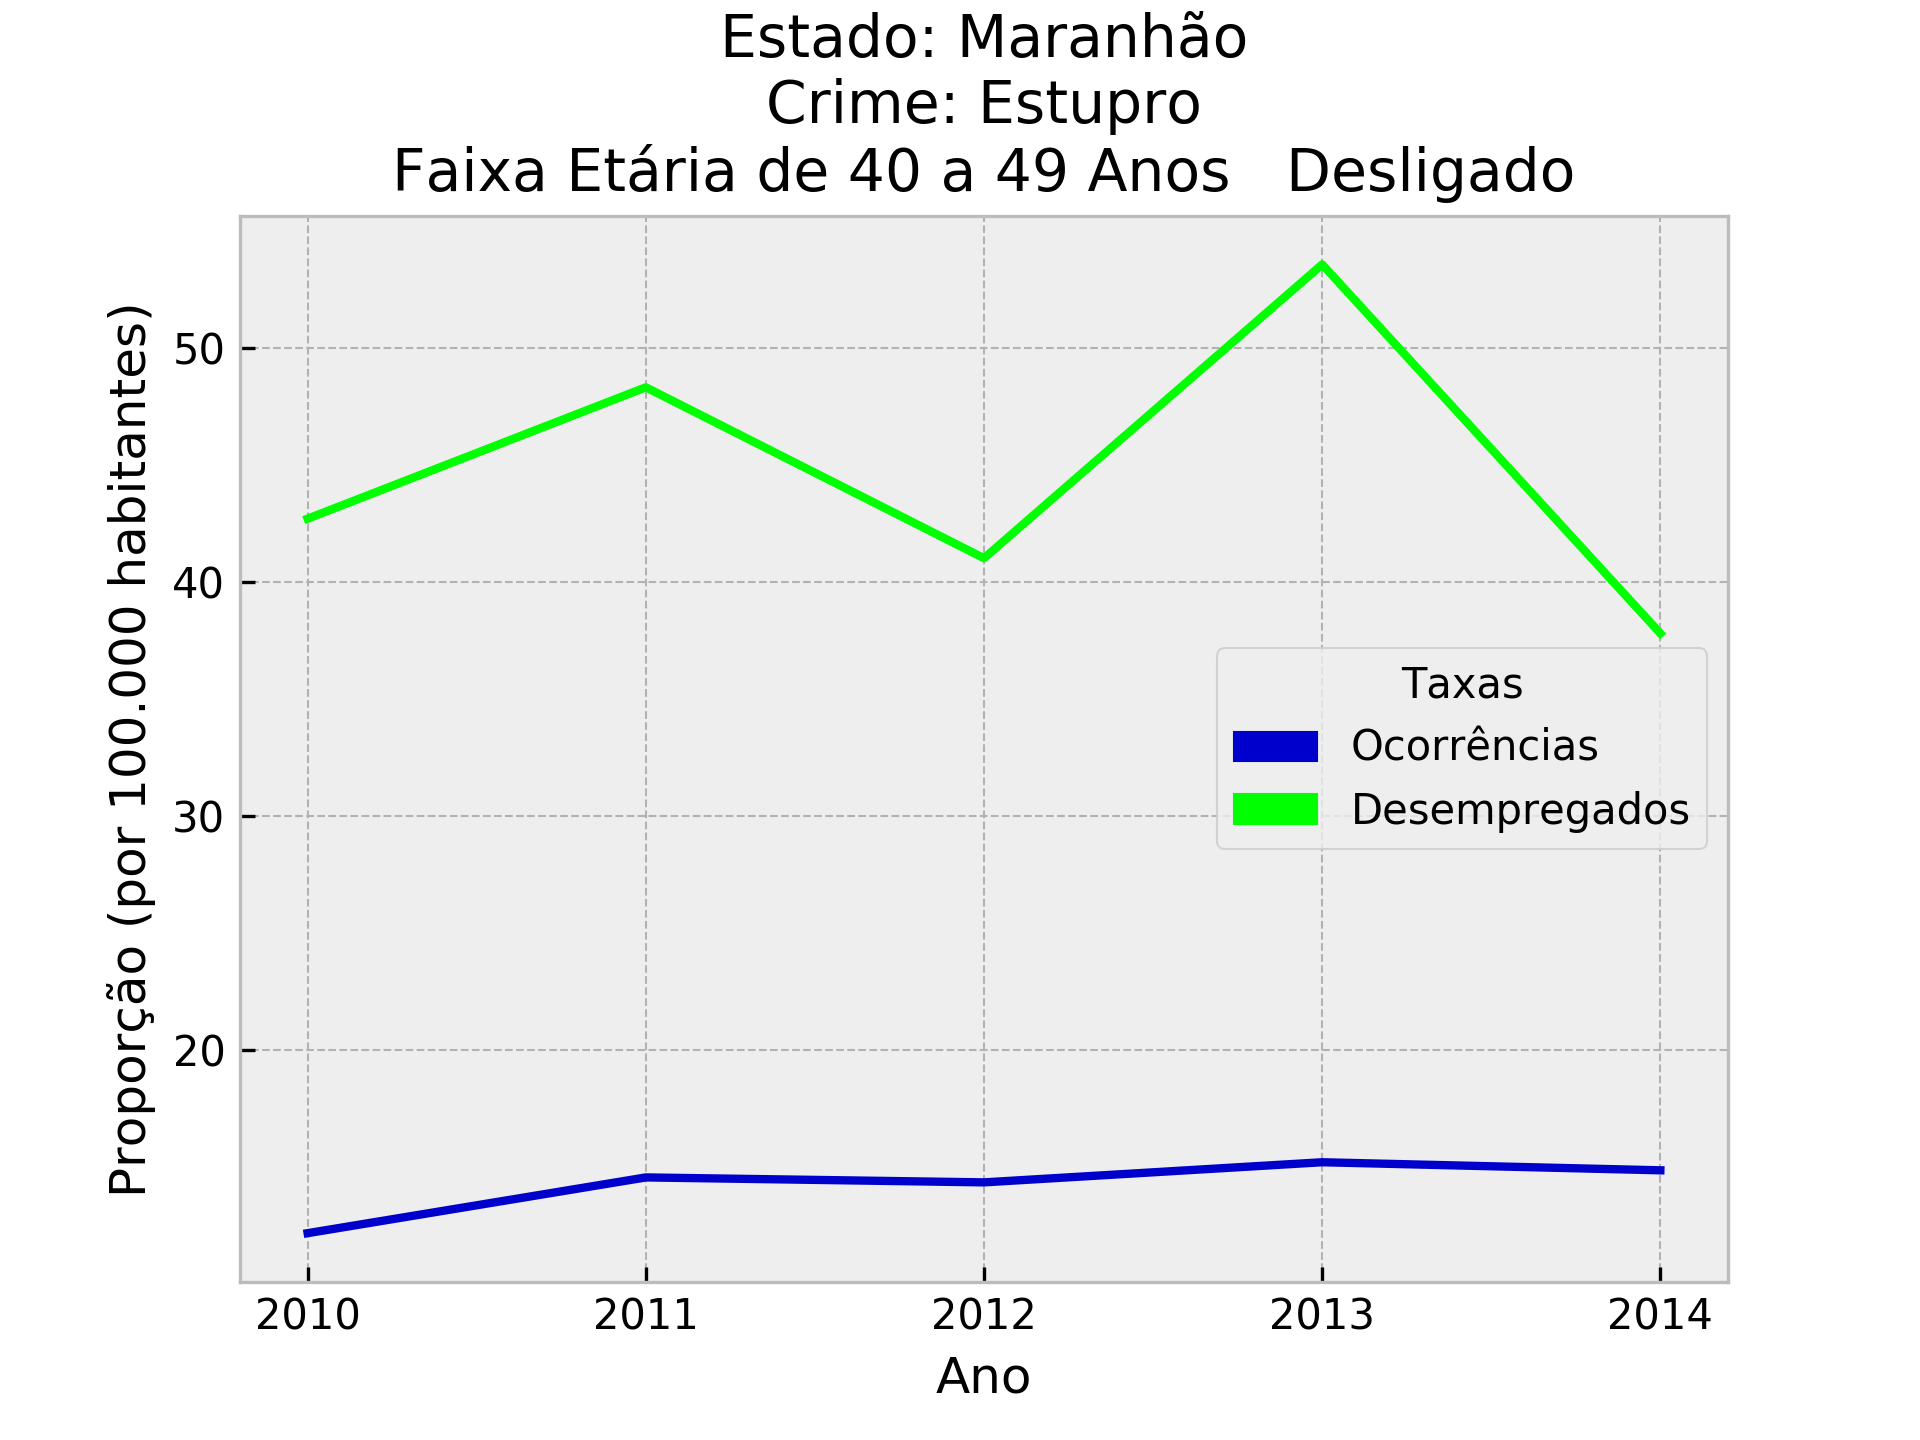 Estado: Maranhão
Crime: Estupro
Faixa Etária de 40 a 49 Anos   Desligado
Proporção (por 100.000 habitantes)
50
40
30
20
Taxas
Ocorrências
Desempregados
2010
2011
2012
2013
2014
Ano